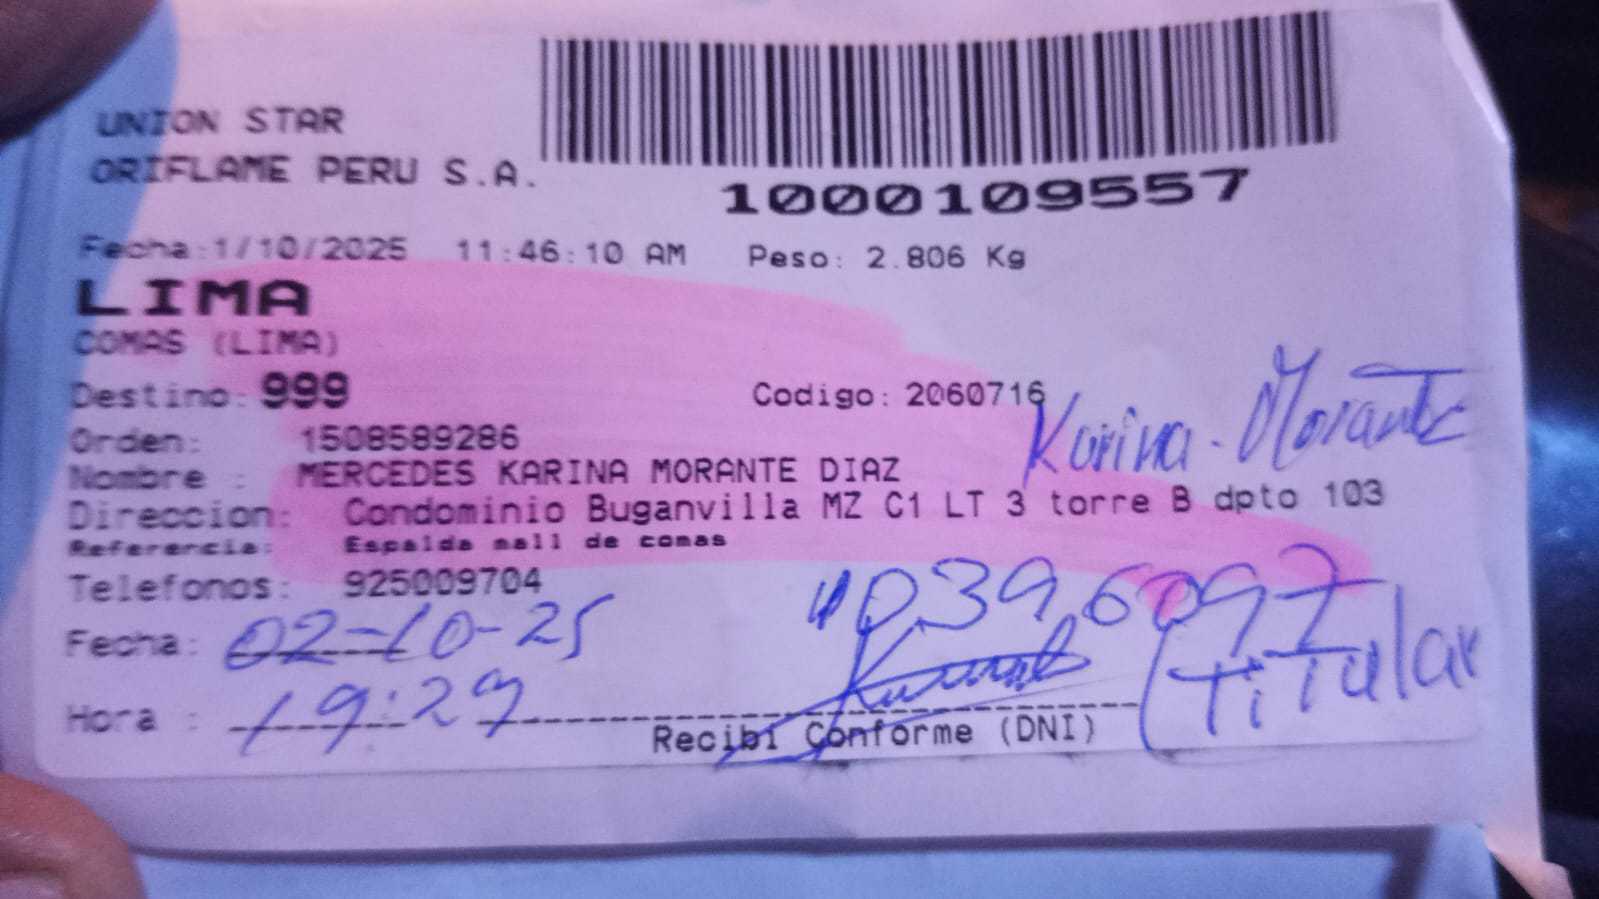 UNION STAR
ORIFLAME PERU S.A.
1000109557
Fecha:1/10/2025 11:46:10 AM Peso: 2.806 Kg
LIMA
COMAS (LIMA)
Destino: 999 Codigo: 2060716
Orden: 1508589286
Karina Morante
Nombre : MERCEDES KARINA MORANTE DIAZ
Direccion: Condominio Buganvilla MZ C1 LT 3 torre B dpto 103
Referencia: Espalda mall de comas
Telefonos: 925009704
Fecha: 02-10-25
Hora : 19:29
(Titular
Recibi Conforme (DNI)